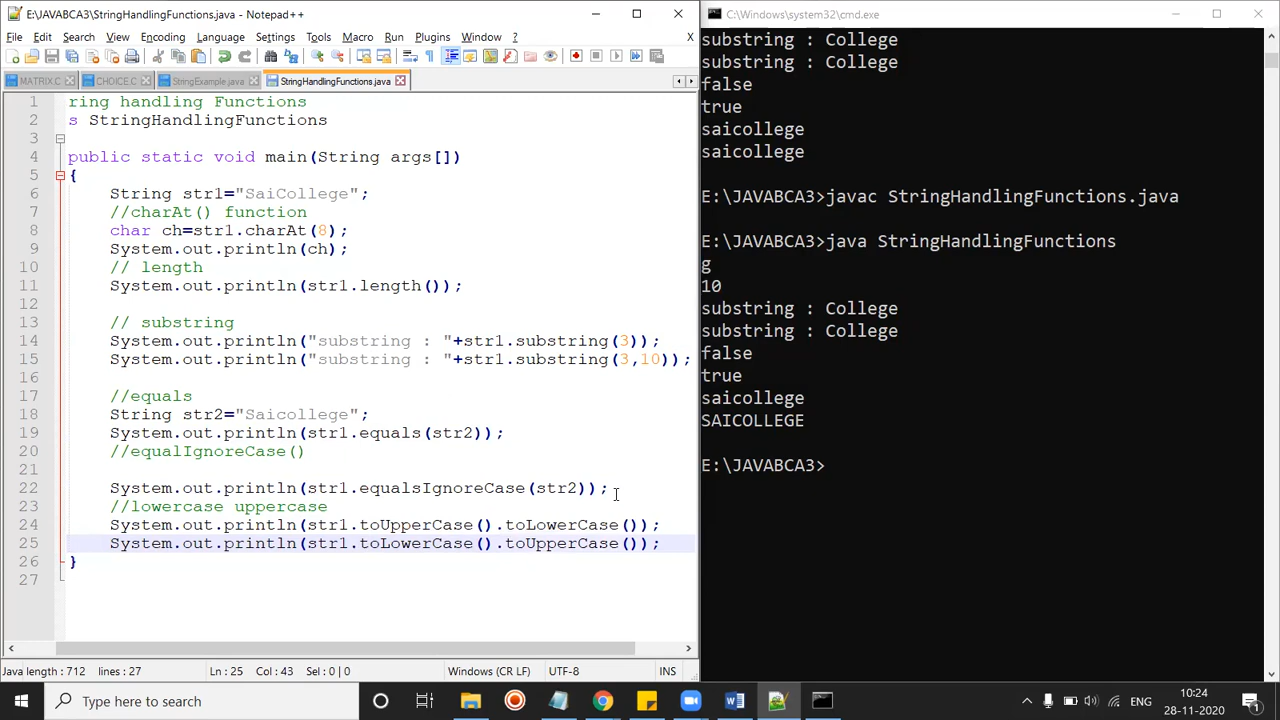 E:\JAVABCA3\StringHandlingFunctions.java - Notepad++
File Edit Search View Encoding Language Settings Tools Macro Run Plugins Window ? X
MATRIX.C CHOICE.C StringExample.java StringHandlingFunctions.java
1 ring handling Functions
2 s StringHandlingFunctions
3
4 public static void main(String args[])
5 {
6 String str1="SaiCollege";
7 //charAt() function
8 char ch=str1.charAt(8);
9 System.out.println(ch);
10 // length
11 System.out.println(str1.length());
12
13 // substring
14 System.out.println("substring : "+str1.substring(3));
15 System.out.println("substring : "+str1.substring(3,10));
16
17 //equals
18 String str2="Saicollege";
19 System.out.println(str1.equals(str2));
20 //equalIgnoreCase()
21
22 System.out.println(str1.equalsIgnoreCase(str2));
23 //lowercase uppercase
24 System.out.println(str1.toUpperCase().toLowerCase());
25 System.out.println(str1.toLowerCase().toUpperCase());
26 }
27
Java length : 712 lines : 27 Ln : 25 Col : 43 Sel : 0 | 0 Windows (CR LF) UTF-8 INS
C:\Windows\system32\cmd.exe
substring : College
substring : College
false
true
saicollege
saicollege
E:\JAVABCA3>javac StringHandlingFunctions.java
E:\JAVABCA3>java StringHandlingFunctions
g
10
substring : College
substring : College
false
true
saicollege
SAICOLLEGE
E:\JAVABCA3>
Type here to search
ENG
10:24
28-11-2020